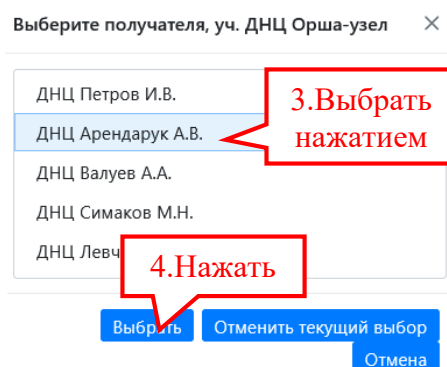 Выберите получателя, уч. ДНЦ Орша-узел ×
ДНЦ Петров И.В.
3.Выбрать
нажатием
ДНЦ Арендарук А.В.
ДНЦ Валуев А.А.
ДНЦ Симаков М.Н.
ДНЦ
4.Нажать
Выбрать Отменить текущий выбор
Отмена